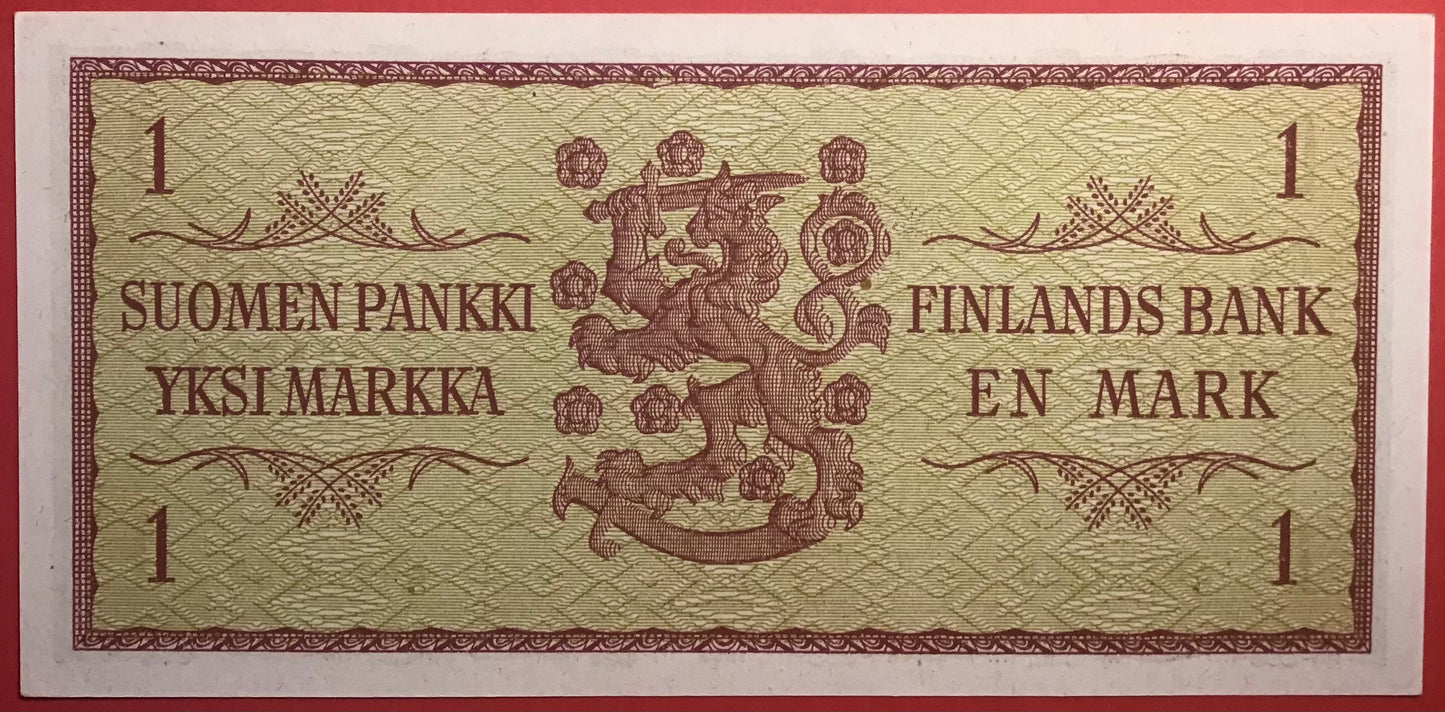 1
1
SUOMEN PANKKI
YKSI MARKKA
FINLANDS BANK
EN MARK
1
1